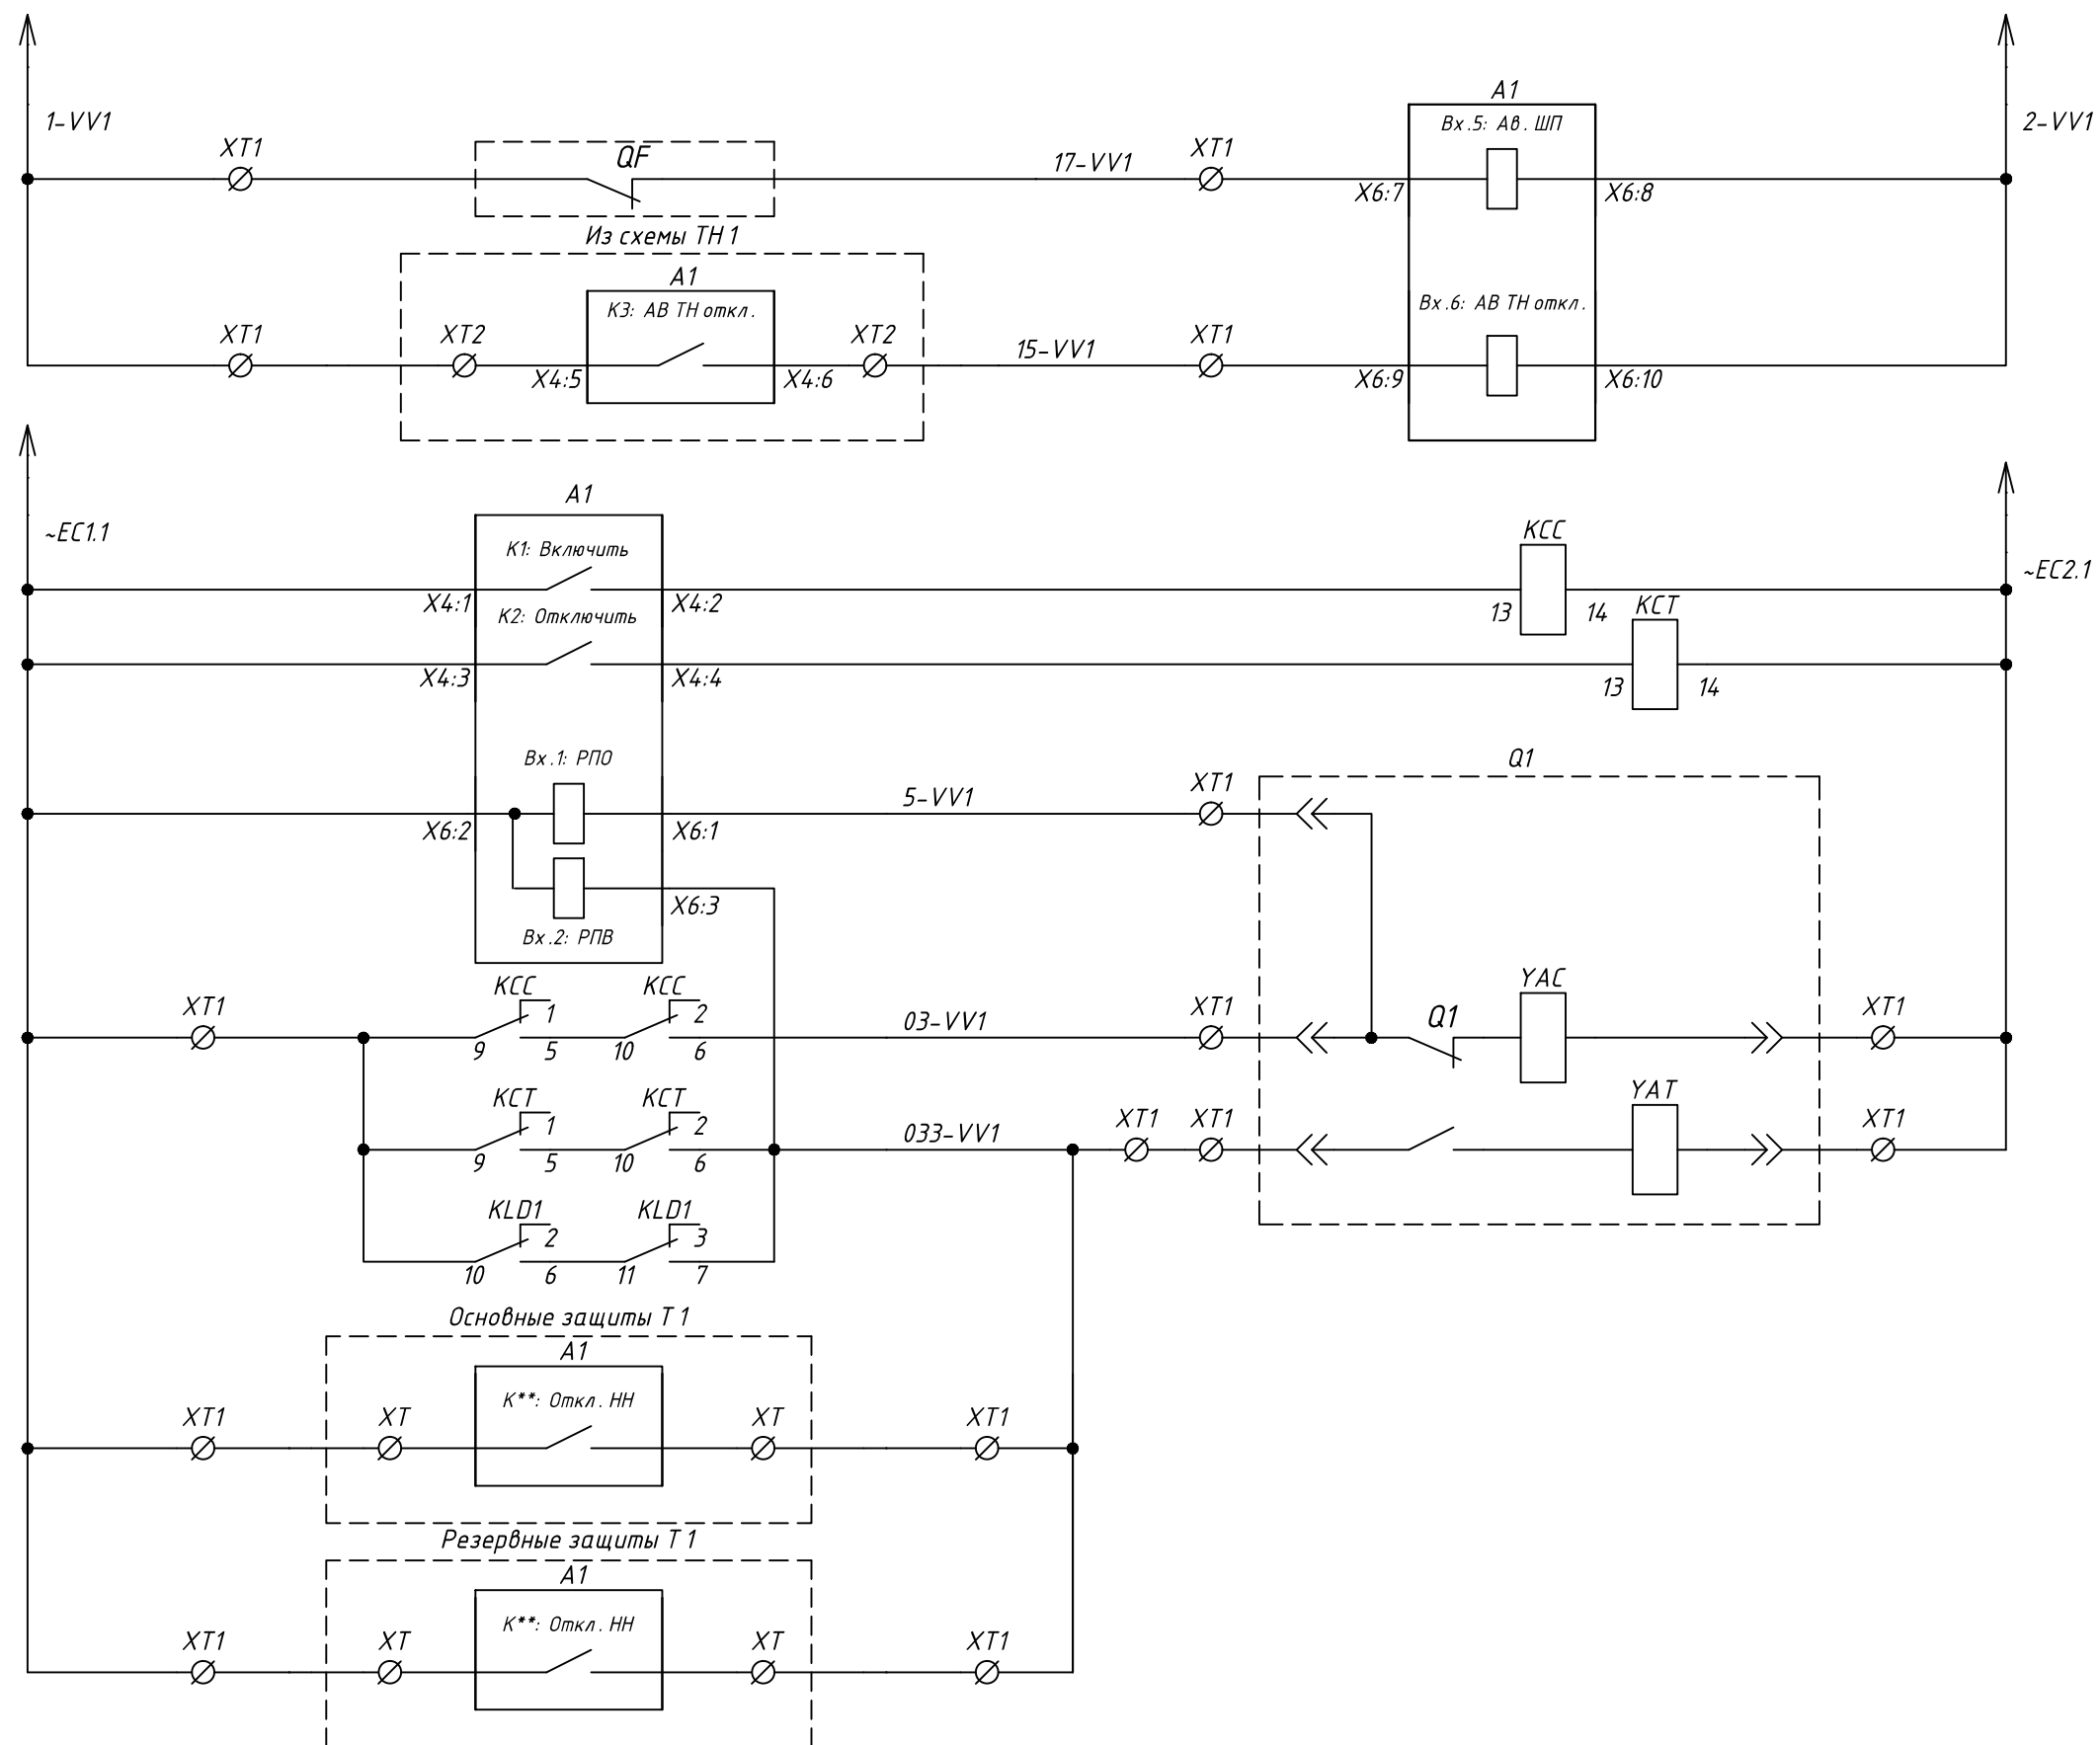 1-VV1
2-VV1
XT1
QF
17-VV1
XT1
A1
Вх.5: Ав. ШП
X6:7
X6:8
Из схемы ТН 1
XT1
XT2
A1
К3: АВ ТН откл.
X4:5
X4:6
XT2
15-VV1
XT1
Вх.6: АВ ТН откл.
X6:9
X6:10
~EC1.1
~EC2.1
A1
К1: Включить
X4:1
X4:2
KCC
13
14
К2: Отключить
X4:3
X4:4
KCT
13
14
Вх.1: РПО
X6:2
X6:1
5-VV1
XT1
Q1
X6:3
Вх.2: РПВ
XT1
KCC
1
9
5
KCC
2
10
6
03-VV1
XT1
Q1
YAC
XT1
KCT
1
9
5
KCT
2
10
6
033-VV1
XT1
XT1
YAT
XT1
KLD1
2
10
6
KLD1
3
11
7
Основные защиты Т 1
A1
К**: Откл. НН
XT1
XT
XT
XT1
Резервные защиты Т 1
A1
К**: Откл. НН
XT1
XT
XT
XT1